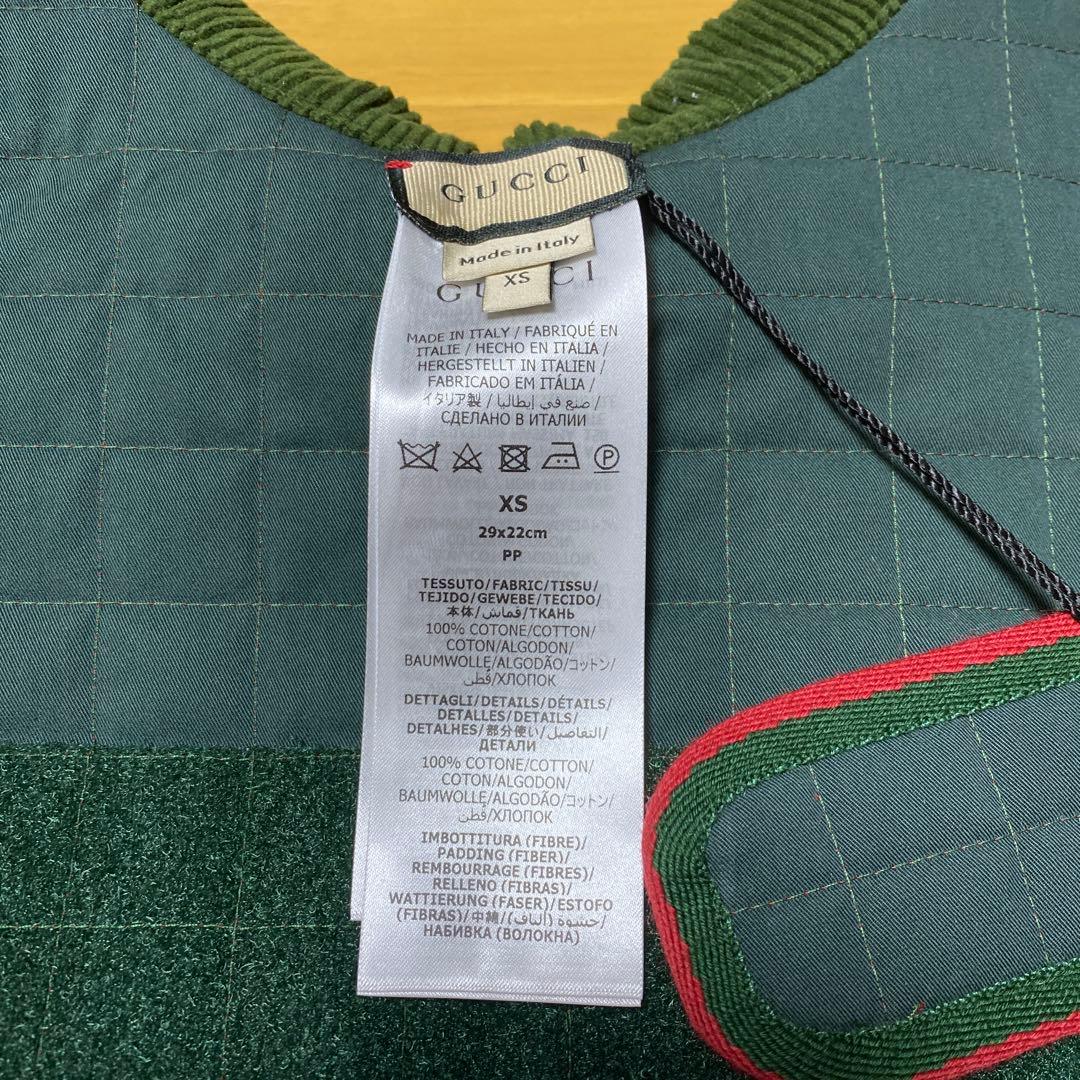 GUCCI
Made in Italy
XS
GUCCI
MADE IN ITALY / FABRIQUÉ EN
ITALIE / HECHO EN ITALIA /
HERGESTELLT IN ITALIEN /
FABRICADO EM ITÁLIA /
イタリア製 / صنع في إيطاليا /
СДЕЛАНО В ИТАЛИИ
P
XS
29x22cm
PP
TESSUTO/FABRIC/TISSU/
TEJIDO/GEWEBE/TECIDO/
本体/قماش/ТКАНЬ
100% COTONE/COTTON/
COTON/ALGODON/
BAUMWOLLE/ALGODÃO/コットン/
قُطن/ХЛОПОК
DETTAGLI/DETAILS/DÉTAILS/
DETALLES/DETAILS/
DETALHES/部分使い/التفاصيل/
ДЕТАЛИ
100% COTONE/COTTON/
COTON/ALGODON/
BAUMWOLLE/ALGODÃO/コットン/
قُطن/ХЛОПОК
IMBOTTITURA (FIBRE)/
PADDING (FIBER)/
REMBOURRAGE (FIBRES)/
RELLENO (FIBRAS)/
WATTIERUNG (FASER)/ESTOFO
(FIBRAS)/中綿/حشوة (ألياف)/
НАБИВКА (ВОЛОКНА)